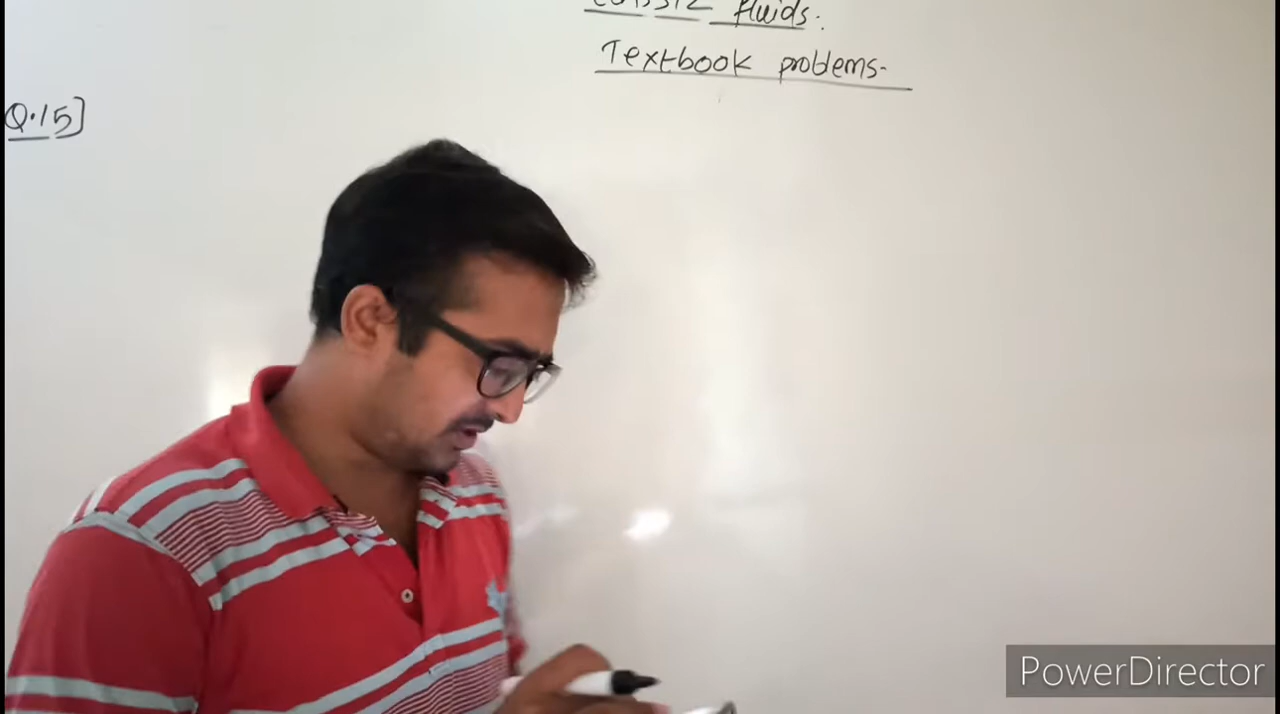 fluids.
Textbook problems.
Q.15]
PowerDirector